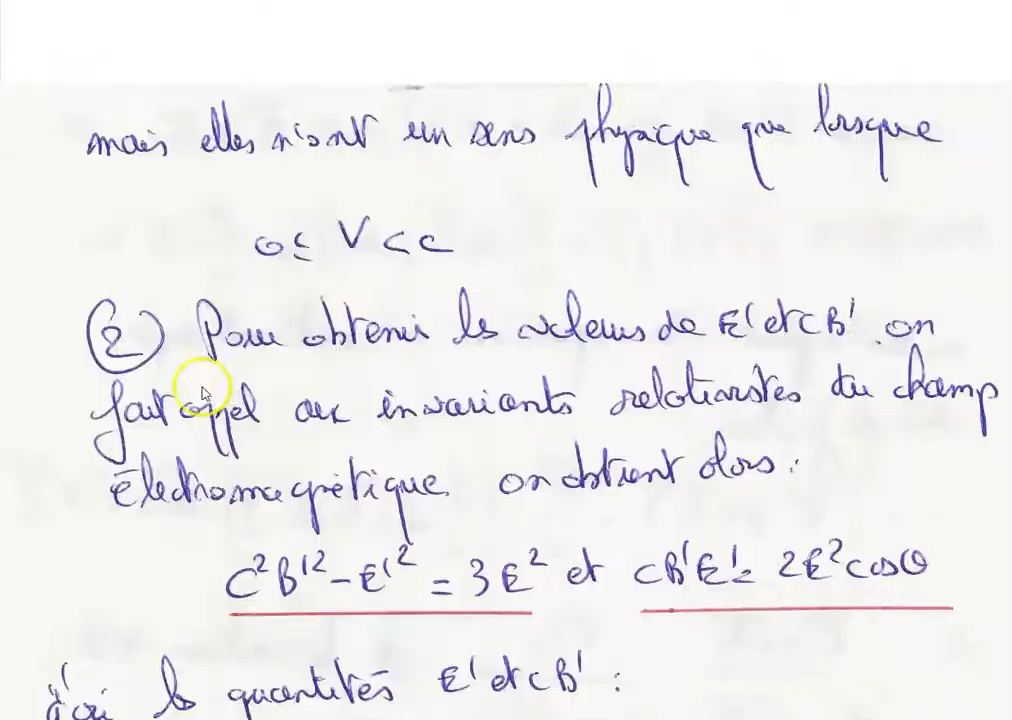 mais elles n'ont un sens physique que lorsque
0 ≤ V < c
② Pour obtenir les valeurs de E' et cB' on
fait appel aux invariants relativistes du champ
électromagnétique. on obtient alors :
C²B'² - E'² = 3E² et cB'E' = 2E²cosθ
d'où les quantités E' et cB' :